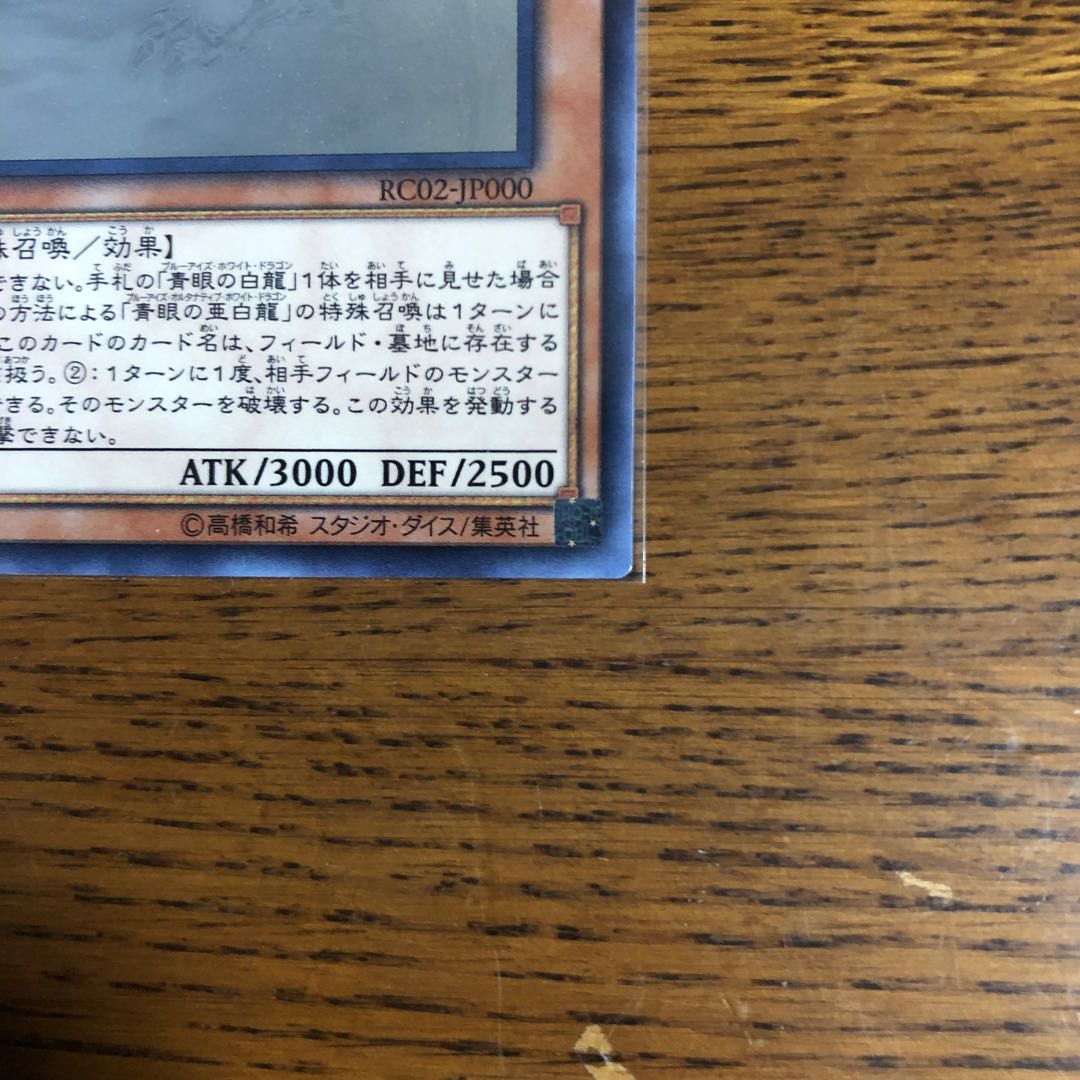 RC02-JP000
殊召喚／効果】
できない。手札の「青眼の白龍」1体を相手に見せた場合
の方法による「青眼の亜白龍」の特殊召喚は1ターンに
このカードのカード名は、フィールド・墓地に存在する
扱う。②：1ターンに1度、相手フィールドのモンスター
できる。そのモンスターを破壊する。この効果を発動する
撃できない。
ATK/3000 DEF/2500
©高橋和希 スタジオ・ダイス/集英社